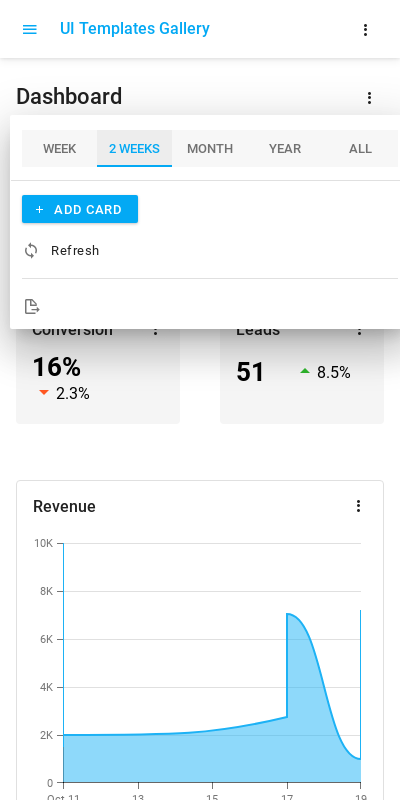 UI Templates Gallery
Dashboard
WEEK 2 WEEKS MONTH YEAR ALL
ADD CARD
Refresh
Conversion Leads
16% 2.3% 51 8.5%
Revenue
10K
8K
6K
4K
2K
0
Oct 11 13 15 17 19